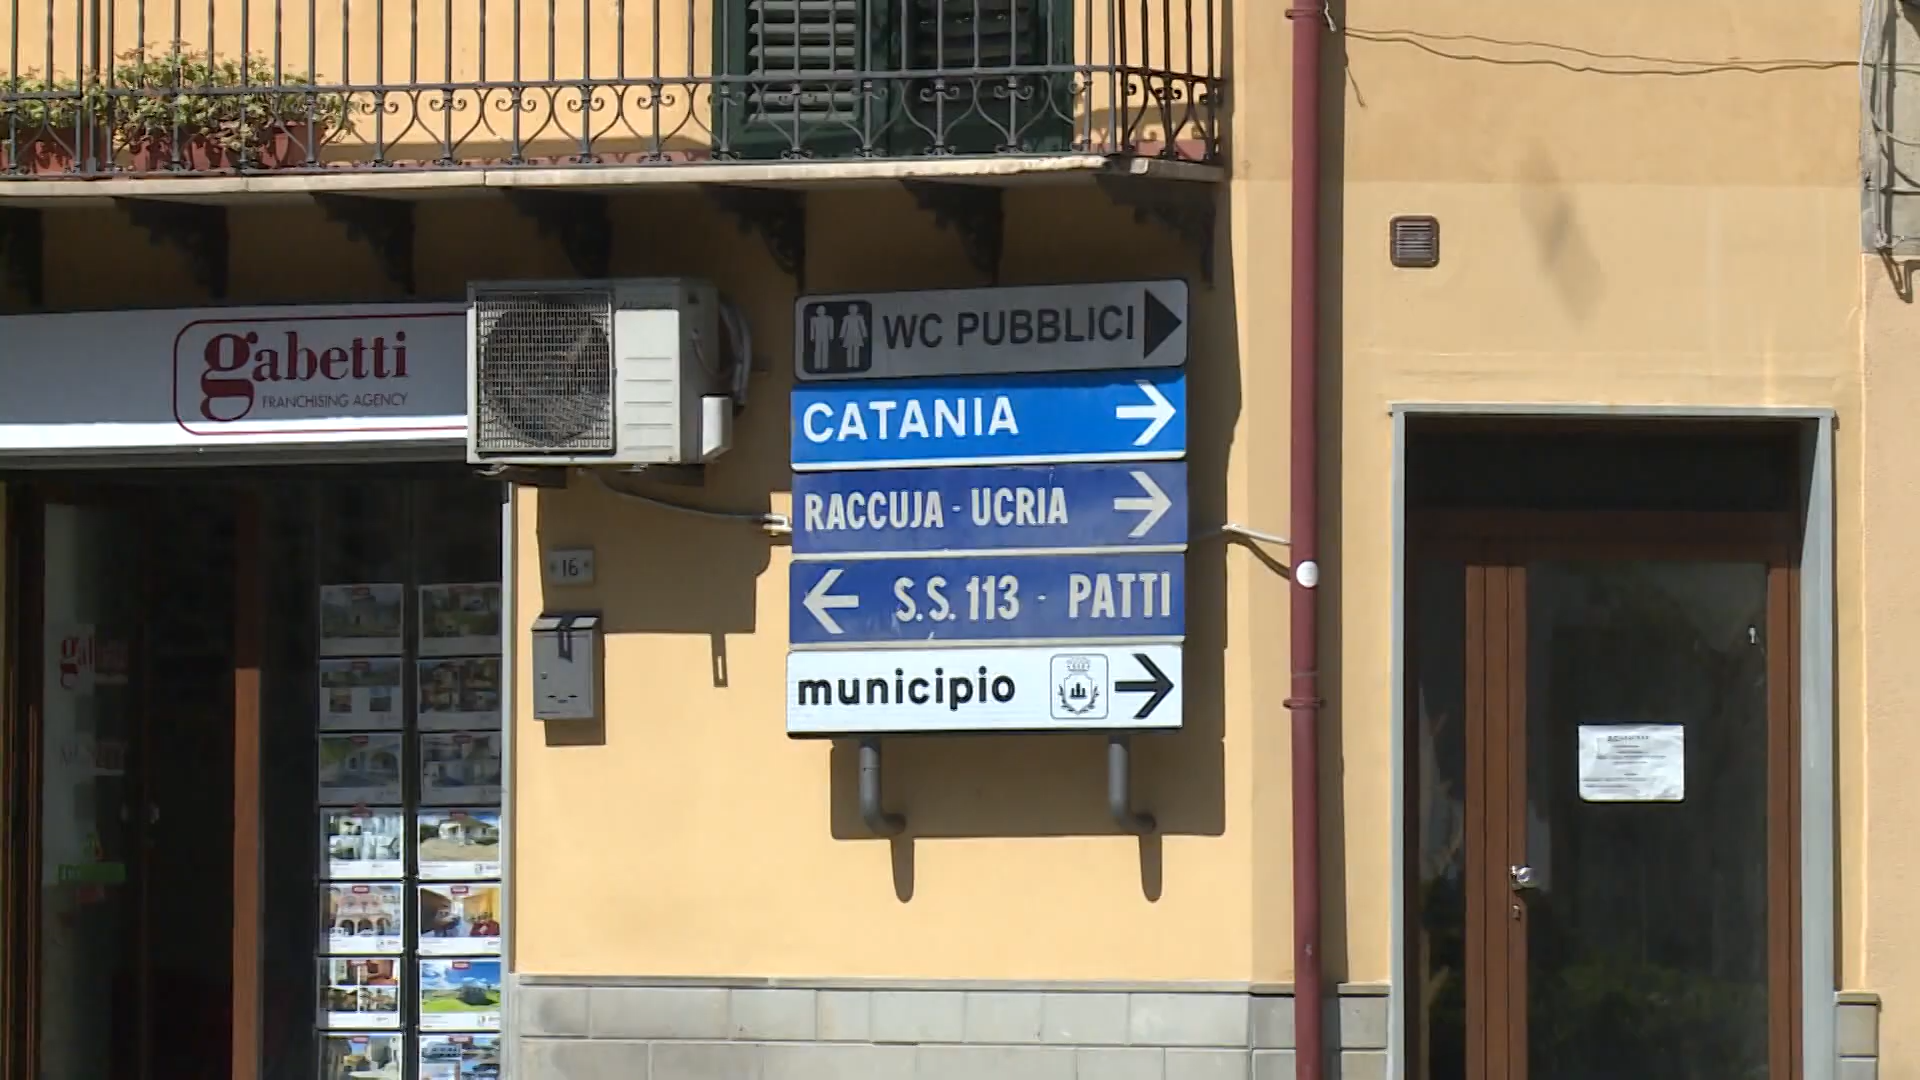 gabetti
FRANCHISING AGENCY
WC PUBBLICI
CATANIA
RACCUJA - UCRIA
S.S. 113 - PATTI
municipio
16